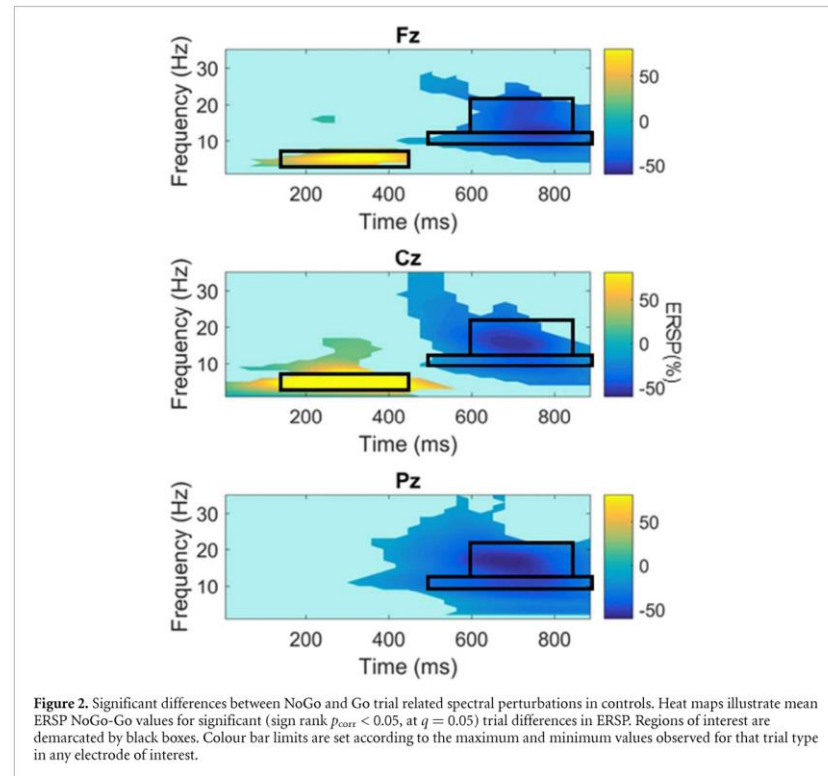 Fz
Frequency (Hz)
30
20
10
200
400
600
800
Time (ms)
50
0
-50
Cz
Frequency (Hz)
30
20
10
200
400
600
800
Time (ms)
50
0
-50
ERSP(%)
Pz
Frequency (Hz)
30
20
10
200
400
600
800
Time (ms)
50
0
-50
Figure 2. Significant differences between NoGo and Go trial related spectral perturbations in controls. Heat maps illustrate mean
ERSP NoGo-Go values for significant (sign rank pcorr < 0.05, at q = 0.05) trial differences in ERSP. Regions of interest are
demarcated by black boxes. Colour bar limits are set according to the maximum and minimum values observed for that trial type
in any electrode of interest.